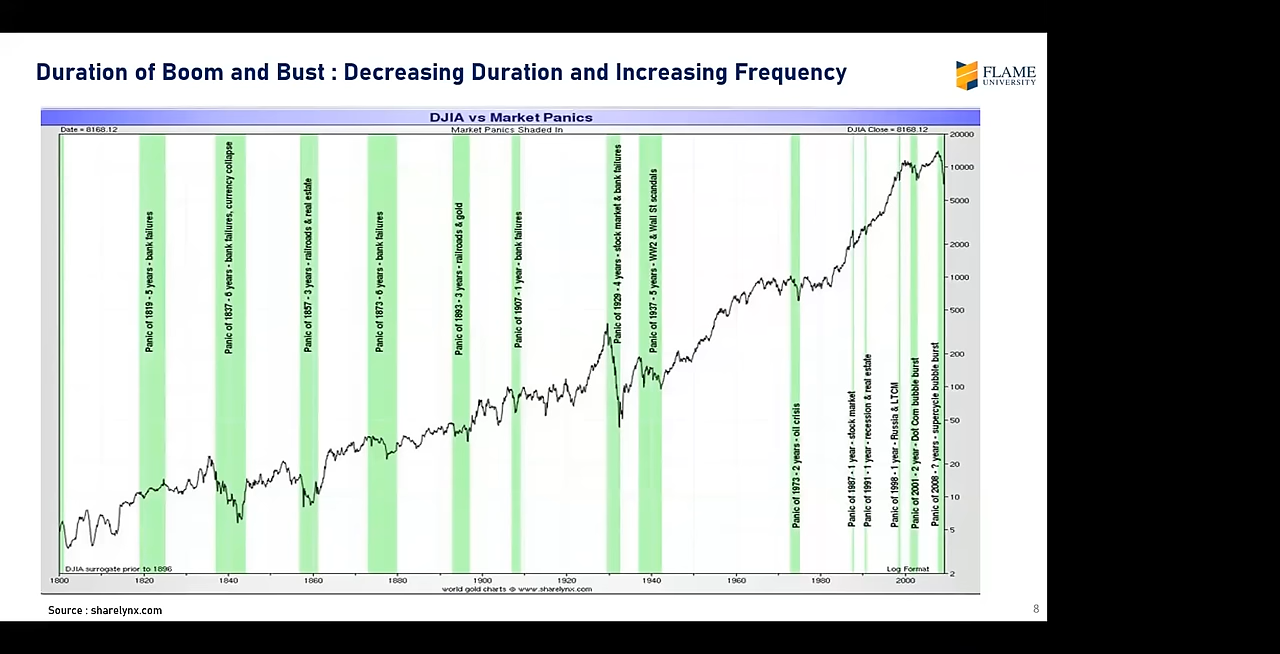 Duration of Boom and Bust : Decreasing Duration and Increasing Frequency
FLAME
UNIVERSITY
DJIA vs Market Panics
Date = 8168.12
Market Panics Shaded In
DJIA Close = 8168.12
20000
10000
5000
2000
1000
500
200
100
50
20
10
5
2
Panic of 1819 - 5 years - bank failures
Panic of 1837 - 6 years - bank failures, currency collapse
Panic of 1857 - 3 years - railroads & real estate
Panic of 1873 - 6 years - bank failures
Panic of 1893 - 3 years - railroads & gold
Panic of 1907 - 1 year - bank failures
Panic of 1929 - 4 years - stock market & bank failures
Panic of 1937 - 5 years - WW2 & Wall St scandals
Panic of 1973 - 2 years - oil crisis
Panic of 1987 - 1 year - stock market
Panic of 1991 - 1 year - recession & real estate
Panic of 1998 - 1 year - Russia & LTCM
Panic of 2001 - 2 year - Dot Com bubble burst
Panic of 2008 - ? years - supercycle bubble burst
DJIA surrogate prior to 1896
Log Format
1800 1820 1840 1860 1880 1900 1920 1940 1960 1980 2000
world gold charts © www.sharelynx.com
Source : sharelynx.com
8